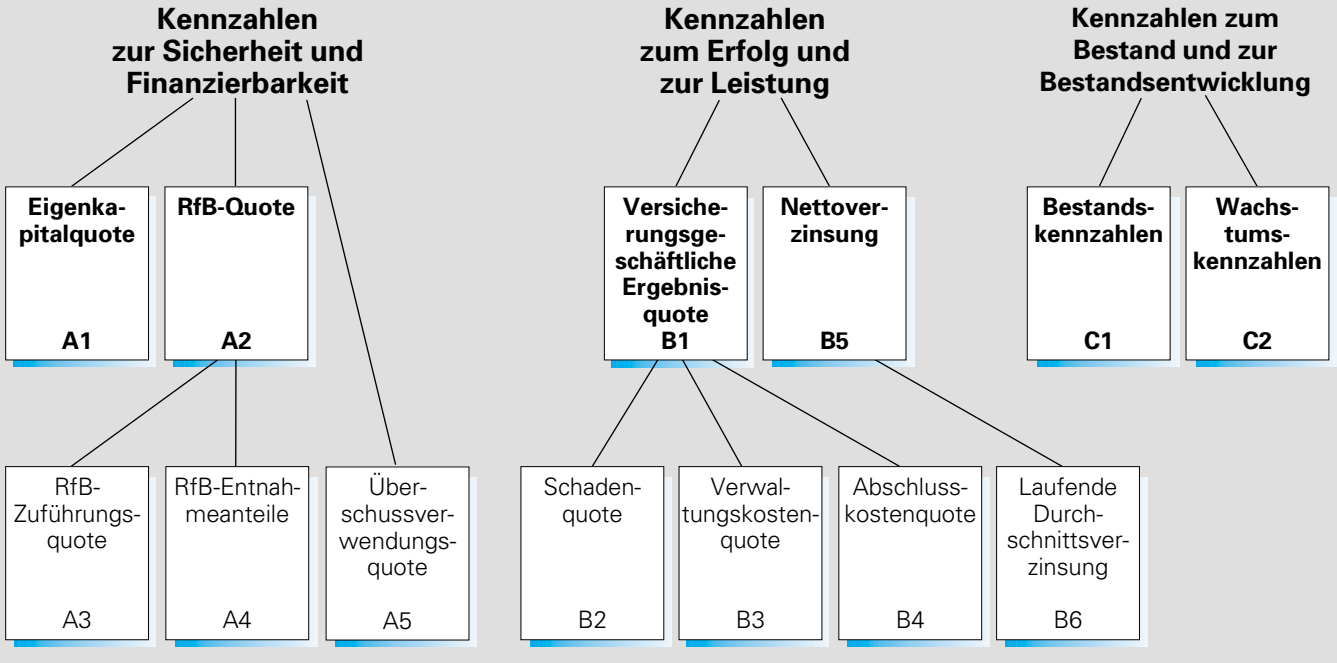 Kennzahlen
zur Sicherheit und
Finanzierbarkeit
Kennzahlen
zum Erfolg und
zur Leistung
Kennzahlen zum
Bestand und zur
Bestandsentwicklung
Eigenka-
pitalquote
A1
RfB-Quote
A2
Versiche-
rungsge-
schäftliche
Ergebnis-
quote
B1
Nettover-
zinsung
B5
Bestands-
kennzahlen
C1
Wachs-
tums-
kennzahlen
C2
RfB-
Zuführungs-
quote
A3
RfB-Entnah-
meanteile
A4
Über-
schussver-
wendungs-
quote
A5
Schaden-
quote
B2
Verwal-
tungskosten-
quote
B3
Abschluss-
kostenquote
B4
Laufende
Durch-
schnittsver-
zinsung
B6